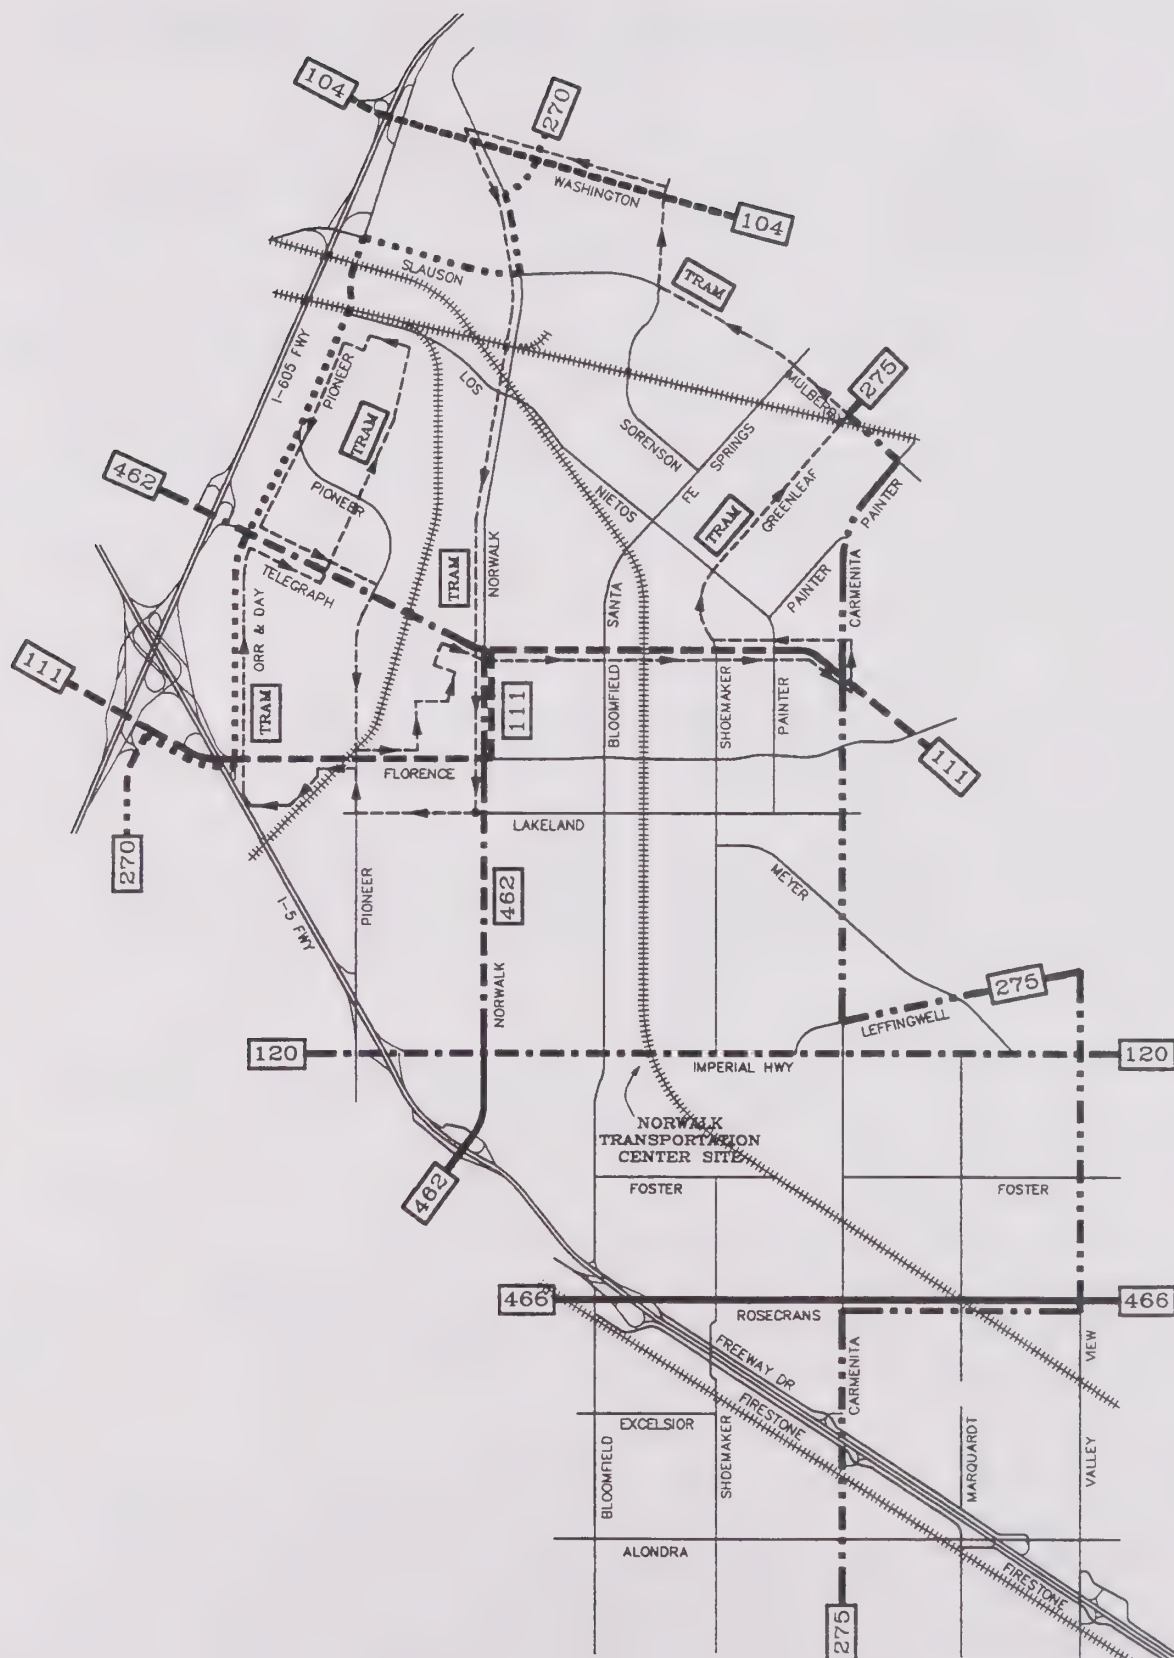 104
270
WASHINGTON
104
SLAUSON
TRAM
I-605 FWY
PIONEER
LOS
MULBERG
275
TRAM
SORENSON
SPRINGS
FE
462
PIONEER
NIETOS
GREENLEAF
PAINTER
TRAM
TELEGRAPH
NORWALK
TRAM
SANTA
PAINTER
CARMENITA
ORR & DAY
111
TRAM
111
BLOOMFIELD
SHOEMAKER
PAINTER
111
FLORENCE
LAKELAND
270
PIONEER
I-5 FWY
462
MEYER
NORWALK
275
LEFFINGWELL
120
IMPERIAL HWY
120
NORWALK
TRANSPORTATION
CENTER SITE
462
FOSTER
FOSTER
466
ROSECRANS
466
FREEWAY DR
CARMENITA
VIEW
FIRESTONE
EXCELSIOR
BLOOMFIELD
SHOEMAKER
MARQUARDT
VALLEY
ALONDRA
FIRESTONE
275